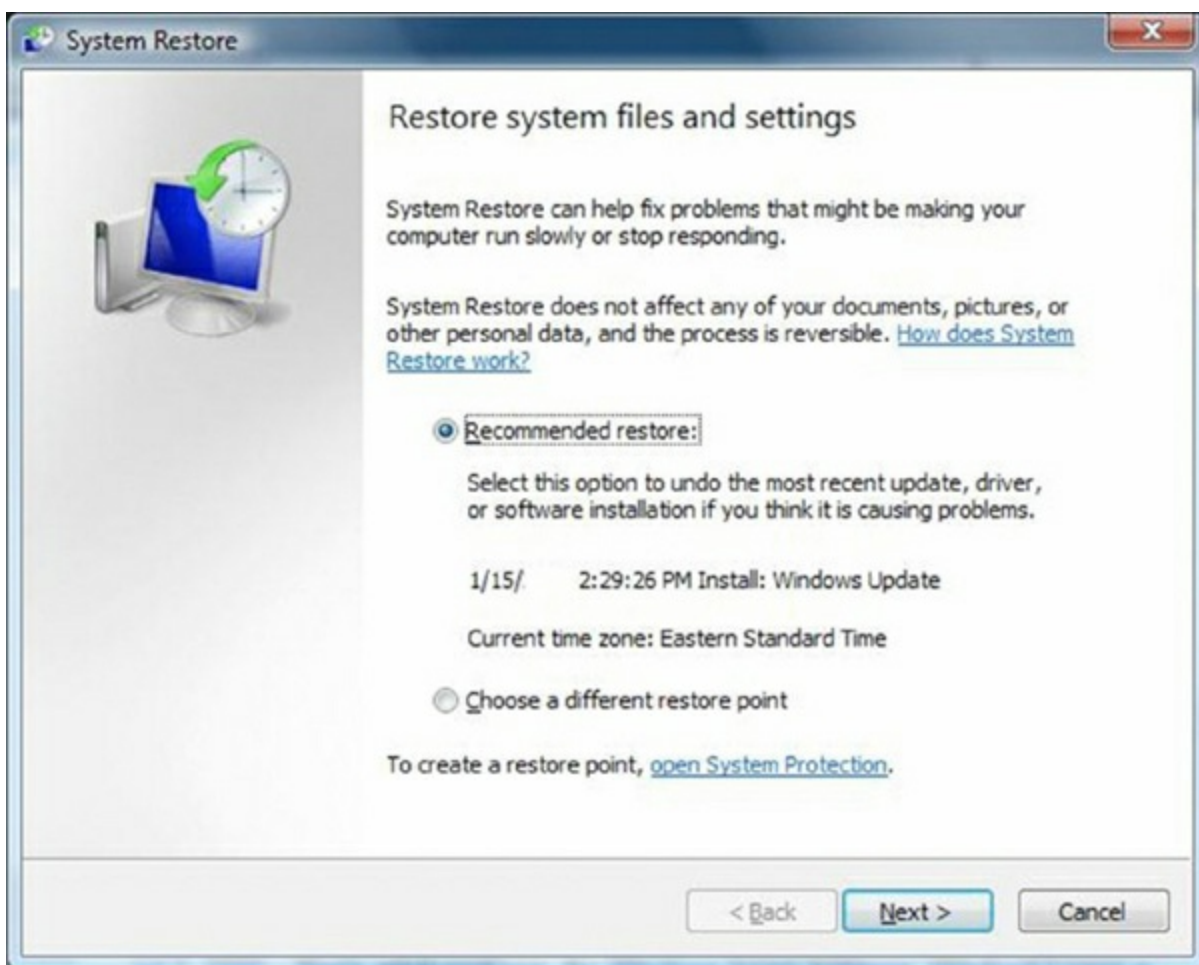 System Restore
Restore system files and settings
System Restore can help fix problems that might be making your
computer run slowly or stop responding.
System Restore does not affect any of your documents, pictures, or
other personal data, and the process is reversible. How does System
Restore work?
Recommended restore:
Select this option to undo the most recent update, driver,
or software installation if you think it is causing problems.
1/15/ 2:29:26 PM Install: Windows Update
Current time zone: Eastern Standard Time
Choose a different restore point
To create a restore point, open System Protection.
< Back Next > Cancel